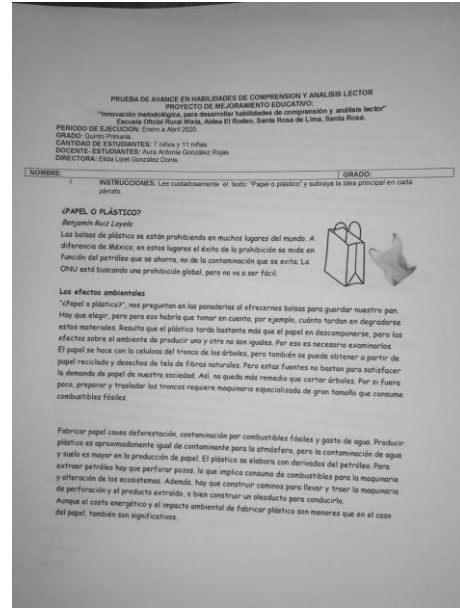 PRUEBA DE AVANCE EN HABILIDADES DE COMPRENSION Y ANALISIS LECTOR
PROYECTO DE MEJORAMIENTO EDUCATIVO:
"Innovación metodológica, para desarrollar habilidades de comprensión y análisis lector"
Escuela Oficial Rural Mixta, Aldea El Rodeo, Santa Rosa de Lima, Santa Rosa.
PERIODO DE EJECUCION: Enero a Abril 2020.
GRADO: Quinto Primaria.
CANTIDAD DE ESTUDIANTES: 7 niños y 11 niñas.
DOCENTE- ESTUDIANTES: Aura Antonia González Rojas
DIRECTORA: Elida Lizet González Donis
NOMBRE: GRADO:
I. INSTRUCCIONES: Lee cuidadosamente el texto: "Papel o plástico" y subraya la idea principal en cada
párrafo.
¿PAPEL O PLÁSTICO?
Benjamín Ruiz Loyola
Las bolsas de plástico se están prohibiendo en muchos lugares del mundo. A
diferencia de México, en estos lugares el éxito de la prohibición se mide en
función del petróleo que se ahorra, no de la contaminación que se evita. La
ONU está buscando una prohibición global, pero no va a ser fácil.
Los efectos ambientales
"¿Papel o plástico?", nos preguntan en las panaderías al ofrecernos bolsas para guardar nuestro pan.
Hay que elegir, pero para eso habría que tomar en cuenta, por ejemplo, cuánto tardan en degradarse
estos materiales. Resulta que el plástico tarda bastante más que el papel en descomponerse, pero los
efectos sobre el ambiente de producir uno y otro no son iguales. Por eso es necesario examinarlos.
El papel se hace con la celulosa del tronco de los árboles, pero también se puede obtener a partir de
papel reciclado y desechos de tela de fibras naturales. Pero estas fuentes no bastan para satisfacer
la demanda de papel de nuestra sociedad. Así, no queda más remedio que cortar árboles. Por si fuera
poco, preparar y trasladar los troncos requiere maquinaria especializada de gran tamaño que consume
combustibles fósiles.
Fabricar papel causa deforestación, contaminación por combustibles fósiles y gasto de agua. Producir
plástico es aproximadamente igual de contaminante para la atmósfera, pero la contaminación de agua
y suelo es mayor en la producción de papel. El plástico se elabora con derivados del petróleo. Para
extraer petróleo hay que perforar pozos, lo que implica consumo de combustibles para la maquinaria
y alteración de los ecosistemas. Además, hay que construir caminos para llevar y traer la maquinaria
de perforación y el producto extraído, o bien construir un oleoducto para conducirlo.
Aunque el costo energético y el impacto ambiental de fabricar plástico son menores que en el caso
del papel, también son significativos.